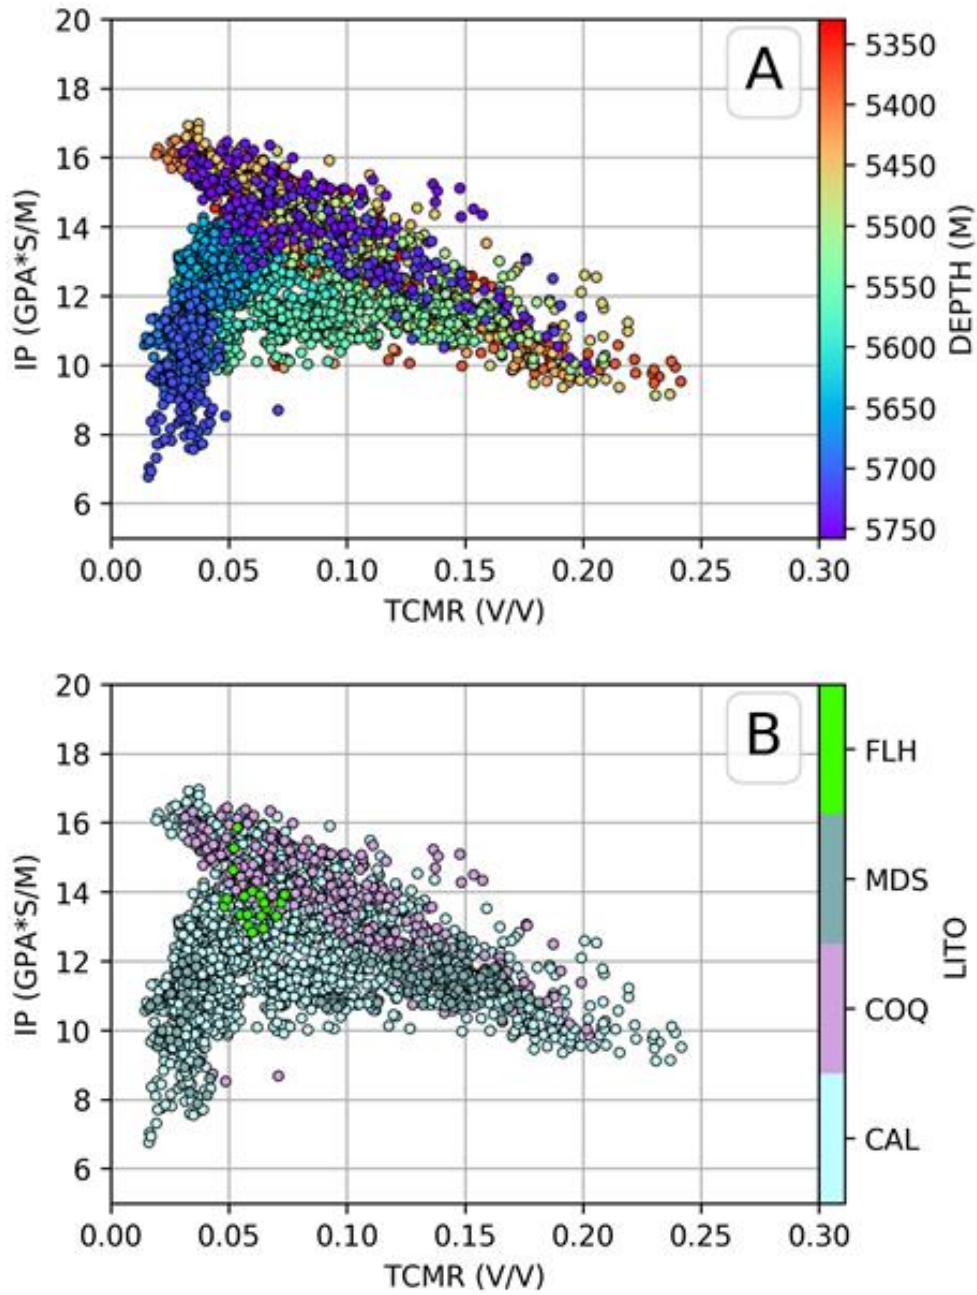 A
20
18
16
14
12
10
8
6
IP (GPA*S/M)
0.00 0.05 0.10 0.15 0.20 0.25 0.30
TCMR (V/V)
5350
5400
5450
5500
5550
5600
5650
5700
5750
DEPTH (M)
B
20
18
16
14
12
10
8
6
IP (GPA*S/M)
0.00 0.05 0.10 0.15 0.20 0.25 0.30
TCMR (V/V)
FLH
MDS
COQ
CAL
LITO